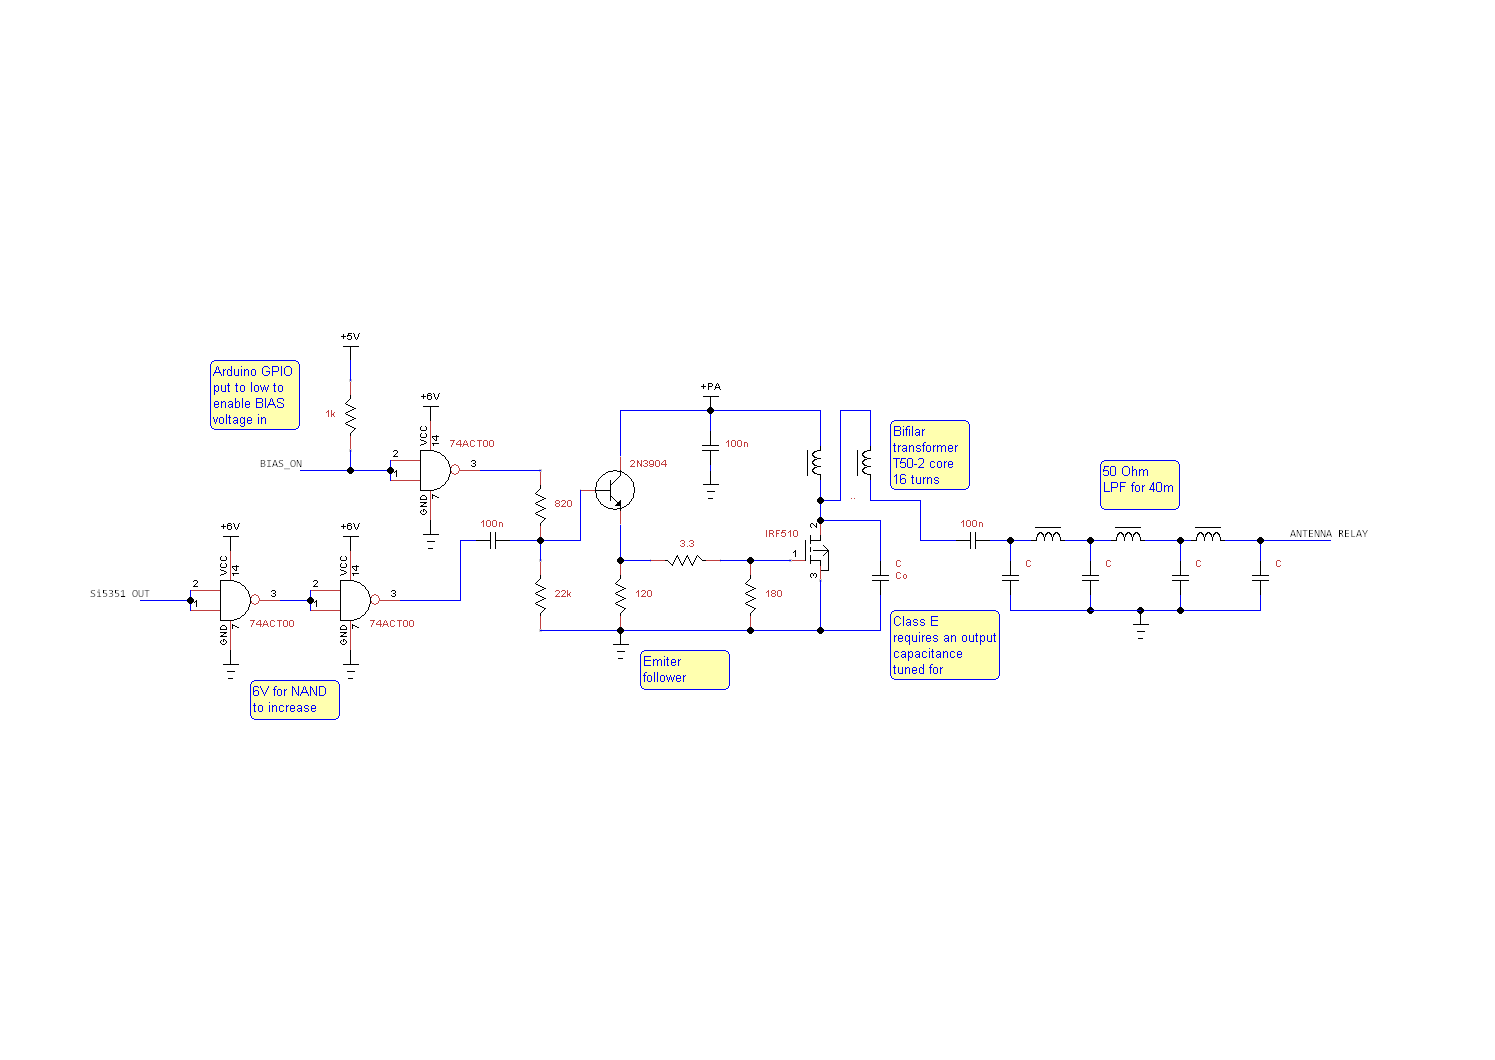 +5V
Arduino GPIO
put to low to
enable BIAS
voltage in
1k
BIAS_ON
+6V
VCC
14
74ACT00
2
1
3
GND
7
820
2N3904
+PA
100n
Bifilar
transformer
T50-2 core
16 turns
..
50 Ohm
LPF for 40m
+6V
VCC
14
+6V
VCC
14
100n
IRF510
2
1
3
100n
ANTENNA RELAY
Si5351 OUT
2
1
3
74ACT00
GND
7
2
1
3
74ACT00
GND
7
3.3
22k
120
180
C
Co
C
C
C
C
6V for NAND
to increase
Emiter
follower
Class E
requires an output
capacitance
tuned for